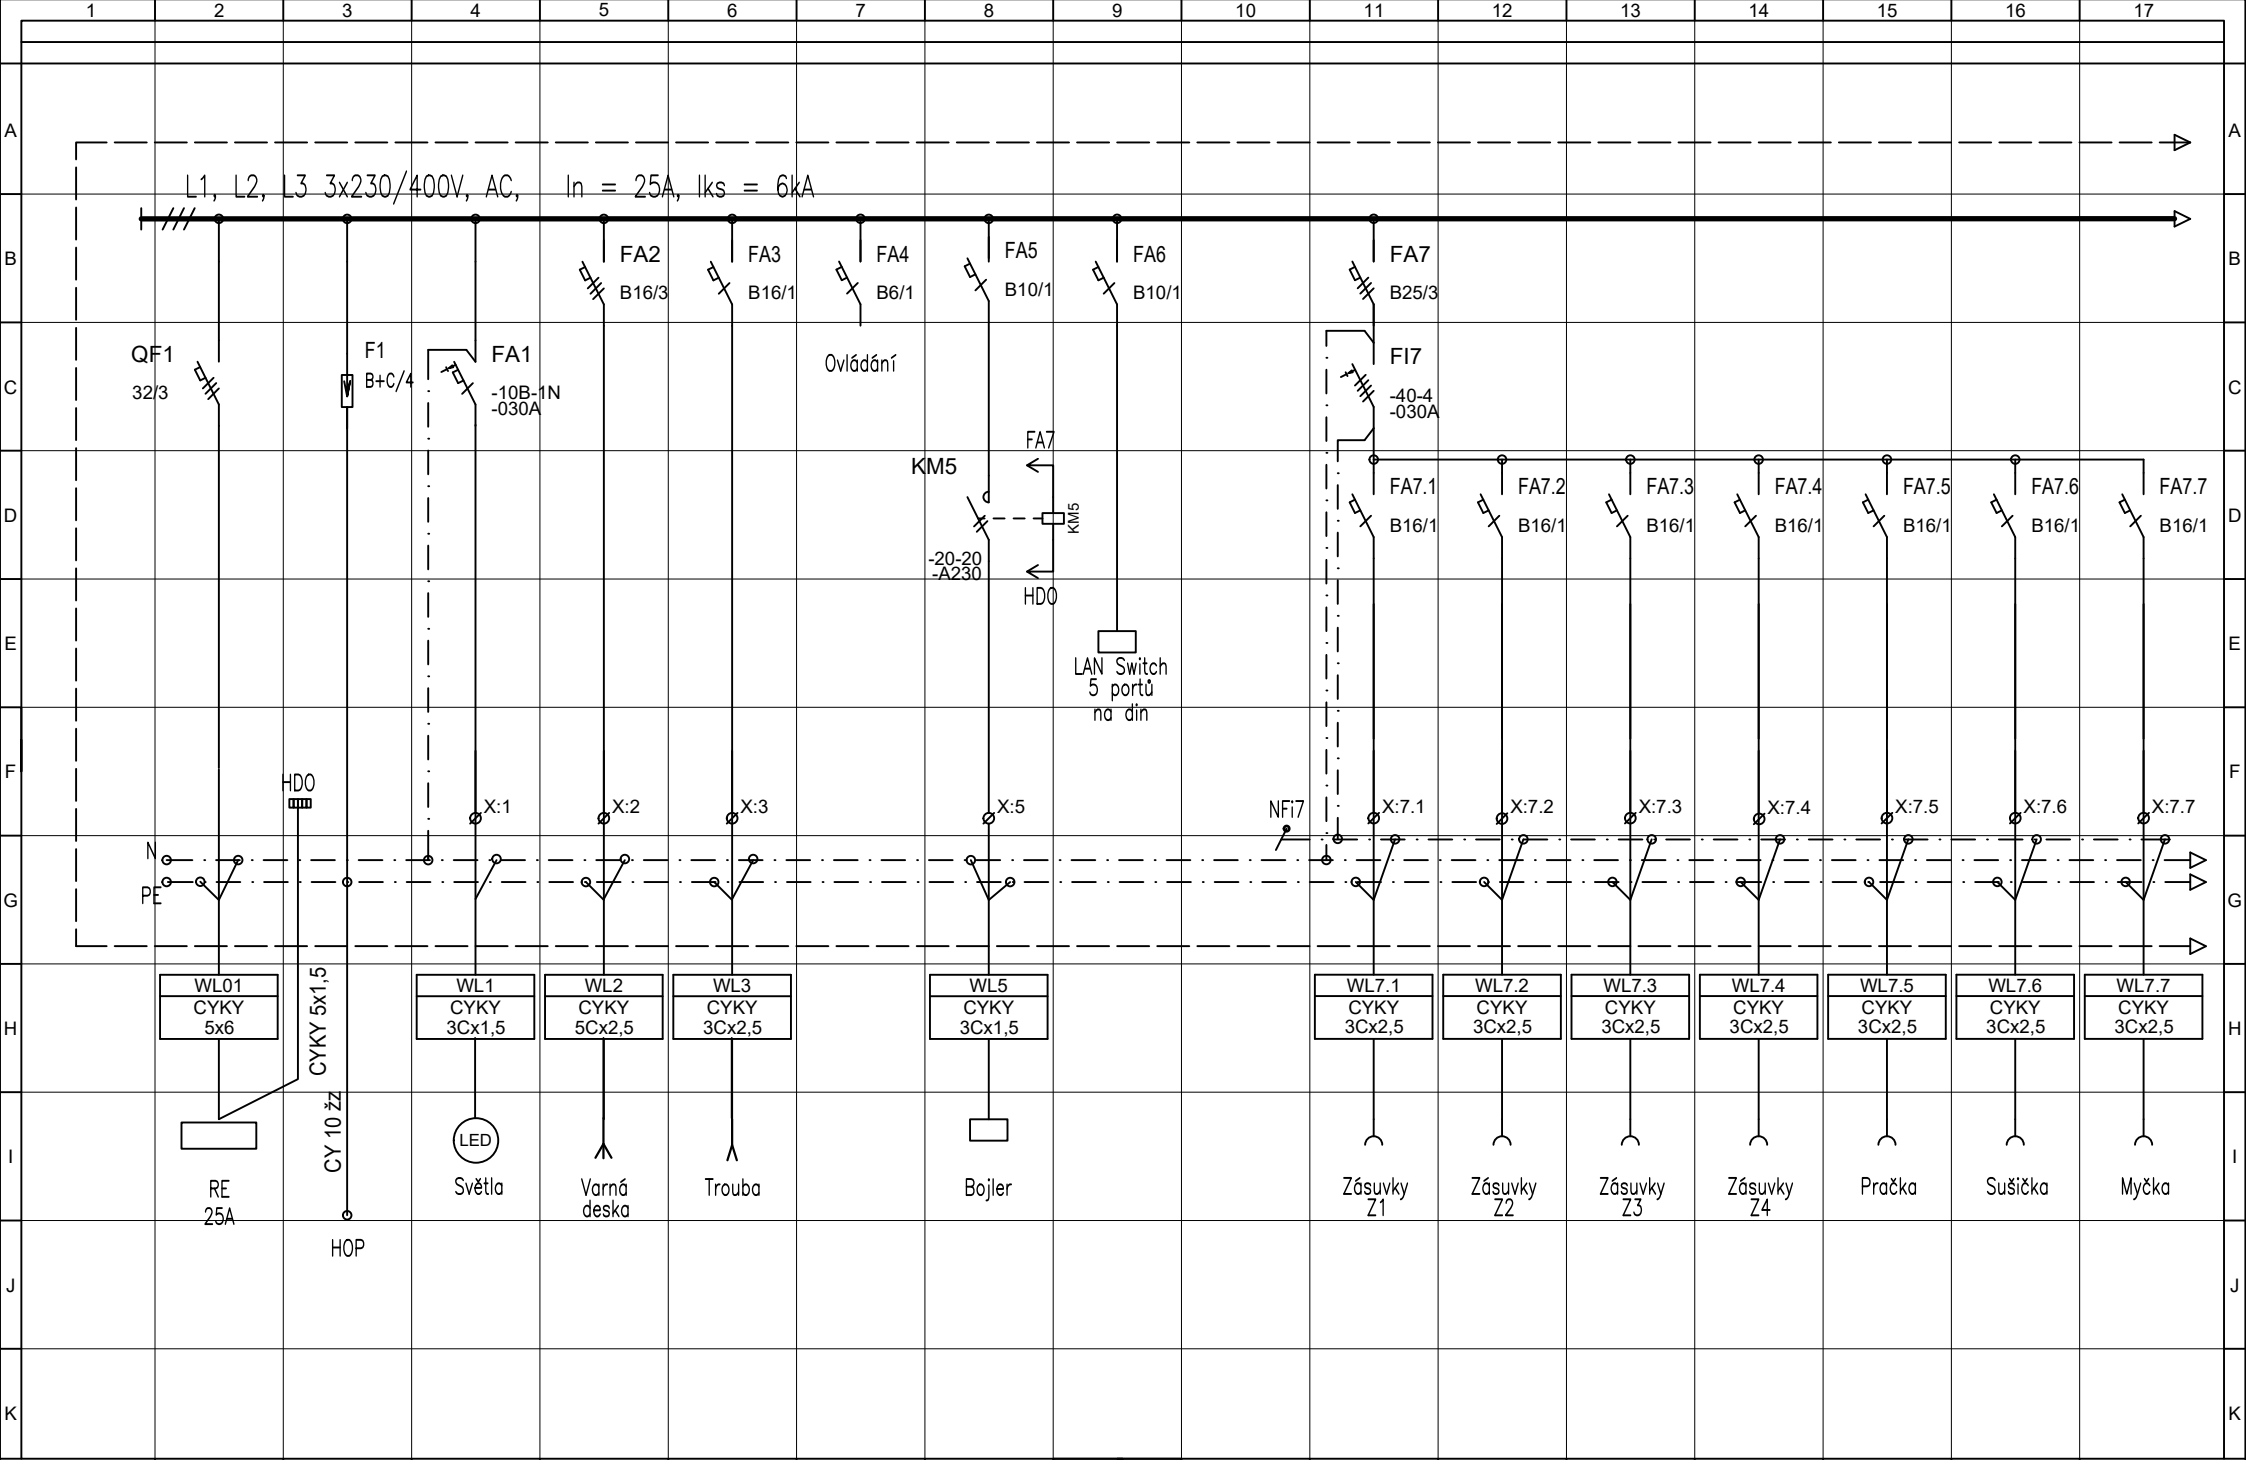 1 2 3 4 5 6 7 8 9 10 11 12 13 14 15 16 17
A A
L1, L2, L3 3x230/400V, AC, In = 25A, Iks = 6kA
B B
FA2
B16/3
FA3
B16/1
FA4
B6/1
FA5
B10/1
FA6
B10/1
FA7
B25/3
C C
QF1
32/3
F1
B+C/4
FA1
-10B-1N
-030A
Ovládání
FI7
-40-4
-030A
D D
KM5
-20-20
-A230
FA7
KM5
HDO
FA7.1
B16/1
FA7.2
B16/1
FA7.3
B16/1
FA7.4
B16/1
FA7.5
B16/1
FA7.6
B16/1
FA7.7
B16/1
E E
LAN Switch
5 portů
na din
F F
HDO
X:1
X:2
X:3
X:5
NFi7
X:7.1
X:7.2
X:7.3
X:7.4
X:7.5
X:7.6
X:7.7
G G
N
PE
H H
WL01
CYKY
5x6
CYKY 5x1,5
WL1
CYKY
3Cx1,5
WL2
CYKY
5Cx2,5
WL3
CYKY
3Cx2,5
WL5
CYKY
3Cx1,5
WL7.1
CYKY
3Cx2,5
WL7.2
CYKY
3Cx2,5
WL7.3
CYKY
3Cx2,5
WL7.4
CYKY
3Cx2,5
WL7.5
CYKY
3Cx2,5
WL7.6
CYKY
3Cx2,5
WL7.7
CYKY
3Cx2,5
I I
RE
25A
CY 10 žz
HOP
LED
Světla
Varná
deska
Trouba
Bojler
Zásuvky
Z1
Zásuvky
Z2
Zásuvky
Z3
Zásuvky
Z4
Pračka
Sušička
Myčka
J J
K K